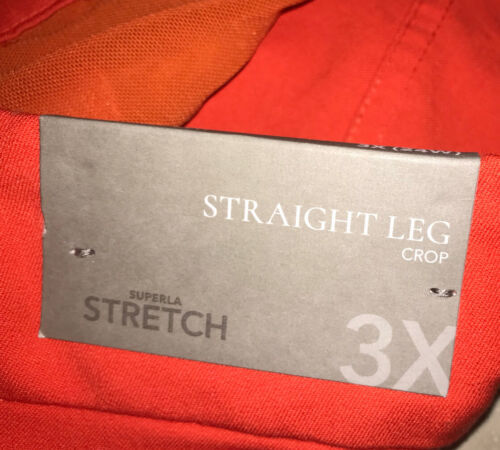 STRAIGHT LEG
CROP
SUPERLA
STRETCH
3X